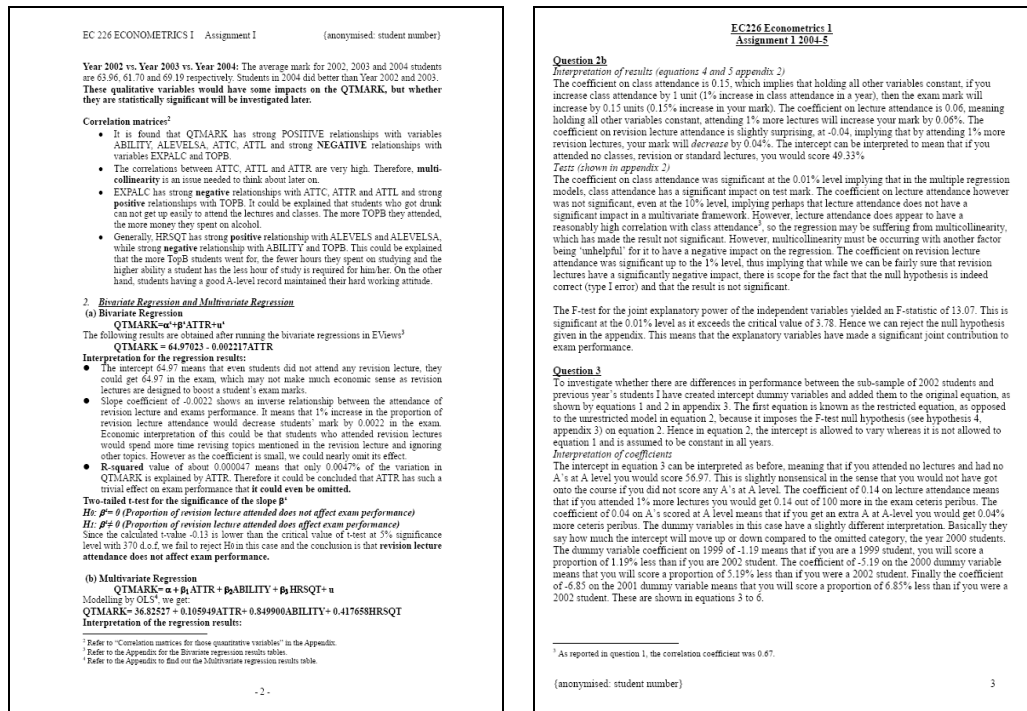 EC 226 ECONOMETRICS I Assignment I {anonymised: student number}
Year 2002 vs. Year 2003 vs. Year 2004: The average mark for 2002, 2003 and 2004 students
are 63.96, 61.70 and 69.19 respectively. Students in 2004 did better than Year 2002 and 2003.
These qualitative variables would have some impacts on the QTMARK, but whether
they are statistically significant will be investigated later.
Correlation matrices²
• It is found that QTMARK has strong POSITIVE relationships with variables
ABILITY, ALEVELSA, ATTC, ATTL and strong NEGATIVE relationships with
variables EXPALC and TOPB.
• The correlations between ATTC, ATTL and ATTR are very high. Therefore, multi-
collinearity is an issue needed to think about later on.
• EXPALC has strong negative relationships with ATTC, ATTR and ATTL and strong
positive relationships with TOPB. It could be explained that students who got drunk
can not get up easily to attend the lectures and classes. The more TOPB they attended,
the more money they spent on alcohol.
• Generally, HRSQT has strong positive relationship with ALEVELS and ALEVELSA,
while strong negative relationship with ABILITY and TOPB. This could be explained
that the more TopB students went for, the fewer hours they spent on studying and the
higher ability a student has the less hour of study is required for him/her. On the other
hand, students having a good A-level record maintained their hard working attitude.
2. Bivariate Regression and Multivariate Regression
(a) Bivariate Regression
QTMARK=α⁴+β⁴ATTR+u⁴
The following results are obtained after running the bivariate regressions in EViews³
QTMARK = 64.97023 - 0.002217ATTR
Interpretation for the regression results:
● The intercept 64.97 means that even students did not attend any revision lecture, they
could get 64.97 in the exam, which may not make much economic sense as revision
lectures are designed to boost a student's exam marks.
● Slope coefficient of -0.0022 shows an inverse relationship between the attendance of
revision lecture and exams performance. It means that 1% increase in the proportion of
revision lecture attendance would decrease students' mark by 0.0022 in the exam.
Economic interpretation of this could be that students who attended revision lectures
would spend more time revising topics mentioned in the revision lecture and ignoring
other topics. However as the coefficient is small, we could nearly omit its effect.
● R-squared value of about 0.000047 means that only 0.0047% of the variation in
QTMARK is explained by ATTR. Therefore it could be concluded that ATTR has such a
trivial effect on exam performance that it could even be omitted.
Two-tailed t-test for the significance of the slope β⁴
H0: β⁴= 0 (Proportion of revision lecture attended does not affect exam performance)
H1: β⁴≠ 0 (Proportion of revision lecture attended does affect exam performance)
Since the calculated t-value -0.13 is lower than the critical value of t-test at 5% significance
level with 370 d.o.f, we fail to reject H0 in this case and the conclusion is that revision lecture
attendance does not affect exam performance.
(b) Multivariate Regression
QTMARK= α + β₁ ATTR + β₂ABILITY + β₃ HRSQT+ u
Modelling by OLS⁴, we get:
QTMARK= 36.82527 + 0.105949ATTR+ 0.849900ABILITY+ 0.417658HRSQT
Interpretation of the regression results:
² Refer to "Correlation matrices for those quantitative variables" in the Appendix.
³ Refer to the Appendix for the Bivariate regression results tables.
⁴ Refer to the Appendix to find out the Multivariate regression results table.
- 2 -
EC226 Econometrics 1
Assignment 1 2004-5
Question 2b
Interpretation of results (equations 4 and 5 appendix 2)
The coefficient on class attendance is 0.15, which implies that holding all other variables constant, if you
increase class attendance by 1 unit (1% increase in class attendance in a year), then the exam mark will
increase by 0.15 units (0.15% increase in your mark). The coefficient on lecture attendance is 0.06, meaning
holding all other variables constant, attending 1% more lectures will increase your mark by 0.06%. The
coefficient on revision lecture attendance is slightly surprising, at -0.04, implying that by attending 1% more
revision lectures, your mark will decrease by 0.04%. The intercept can be interpreted to mean that if you
attended no classes, revision or standard lectures, you would score 49.33%
Tests (shown in appendix 2)
The coefficient on class attendance was significant at the 0.01% level implying that in the multiple regression
models, class attendance has a significant impact on test mark. The coefficient on lecture attendance however
was not significant, even at the 10% level, implying perhaps that lecture attendance does not have a
significant impact in a multivariate framework. However, lecture attendance does appear to have a
reasonably high correlation with class attendance³, so the regression may be suffering from multicollinearity,
which has made the result not significant. However, multicollinearity must be occurring with another factor
being 'unhelpful' for it to have a negative impact on the regression. The coefficient on revision lecture
attendance was significant up to the 1% level, thus implying that while we can be fairly sure that revision
lectures have a significantly negative impact, there is scope for the fact that the null hypothesis is indeed
correct (type I error) and that the result is not significant.
The F-test for the joint explanatory power of the independent variables yielded an F-statistic of 13.07. This is
significant at the 0.01% level as it exceeds the critical value of 3.78. Hence we can reject the null hypothesis
given in the appendix. This means that the explanatory variables have made a significant joint contribution to
exam performance.
Question 3
To investigate whether there are differences in performance between the sub-sample of 2002 students and
previous year's students I have created intercept dummy variables and added them to the original equation, as
shown by equations 1 and 2 in appendix 3. The first equation is known as the restricted equation, as opposed
to the unrestricted model in equation 2, because it imposes the F-test null hypothesis (see hypothesis 4,
appendix 3) on equation 2. Hence in equation 2, the intercept is allowed to vary whereas it is not allowed to
equation 1 and is assumed to be constant in all years.
Interpretation of coefficients
The intercept in equation 3 can be interpreted as before, meaning that if you attended no lectures and had no
A's at A level you would score 56.97. This is slightly nonsensical in the sense that you would not have got
onto the course if you did not score any A's at A level. The coefficient of 0.14 on lecture attendance means
that if you attended 1% more lectures you would get 0.14 out of 100 more in the exam ceteris peribus. The
coefficient of 0.04 on A's scored at A level means that if you get an extra A at A-level you would get 0.04%
more ceteris peribus. The dummy variables in this case have a slightly different interpretation. Basically they
say how much the intercept will move up or down compared to the omitted category, the year 2000 students.
The dummy variable coefficient on 1999 of -1.19 means that if you are a 1999 student, you will score a
proportion of 1.19% less than if you are 2002 student. The coefficient of -5.19 on the 2000 dummy variable
means that you will score a proportion of 5.19% less than if you were a 2002 student. Finally the coefficient
of -6.85 on the 2001 dummy variable means that you will score a proportion of 6.85% less than if you were a
2002 student. These are shown in equations 3 to 6.
³ As reported in question 1, the correlation coefficient was 0.67.
{anonymised: student number} 3